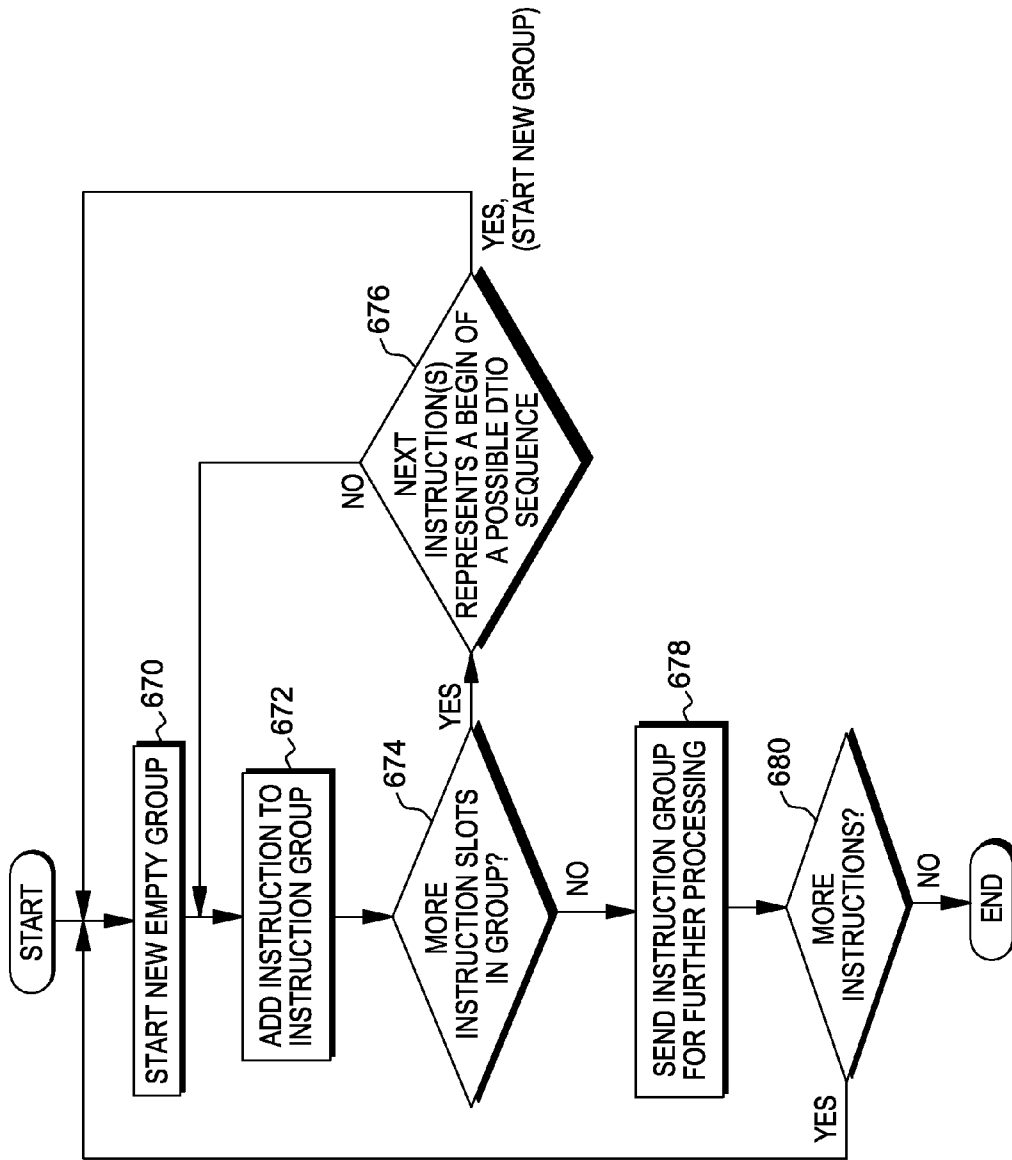 START
START NEW EMPTY GROUP
670
ADD INSTRUCTION TO
INSTRUCTION GROUP
672
MORE
INSTRUCTION SLOTS
IN GROUP?
674
YES
NO
NEXT
INSTRUCTION(S)
REPRESENTS A BEGIN OF
A POSSIBLE DTIO
SEQUENCE
676
NO
YES,
(START NEW GROUP)
SEND INSTRUCTION GROUP
FOR FURTHER PROCESSING
678
MORE
INSTRUCTIONS?
680
YES
NO
END